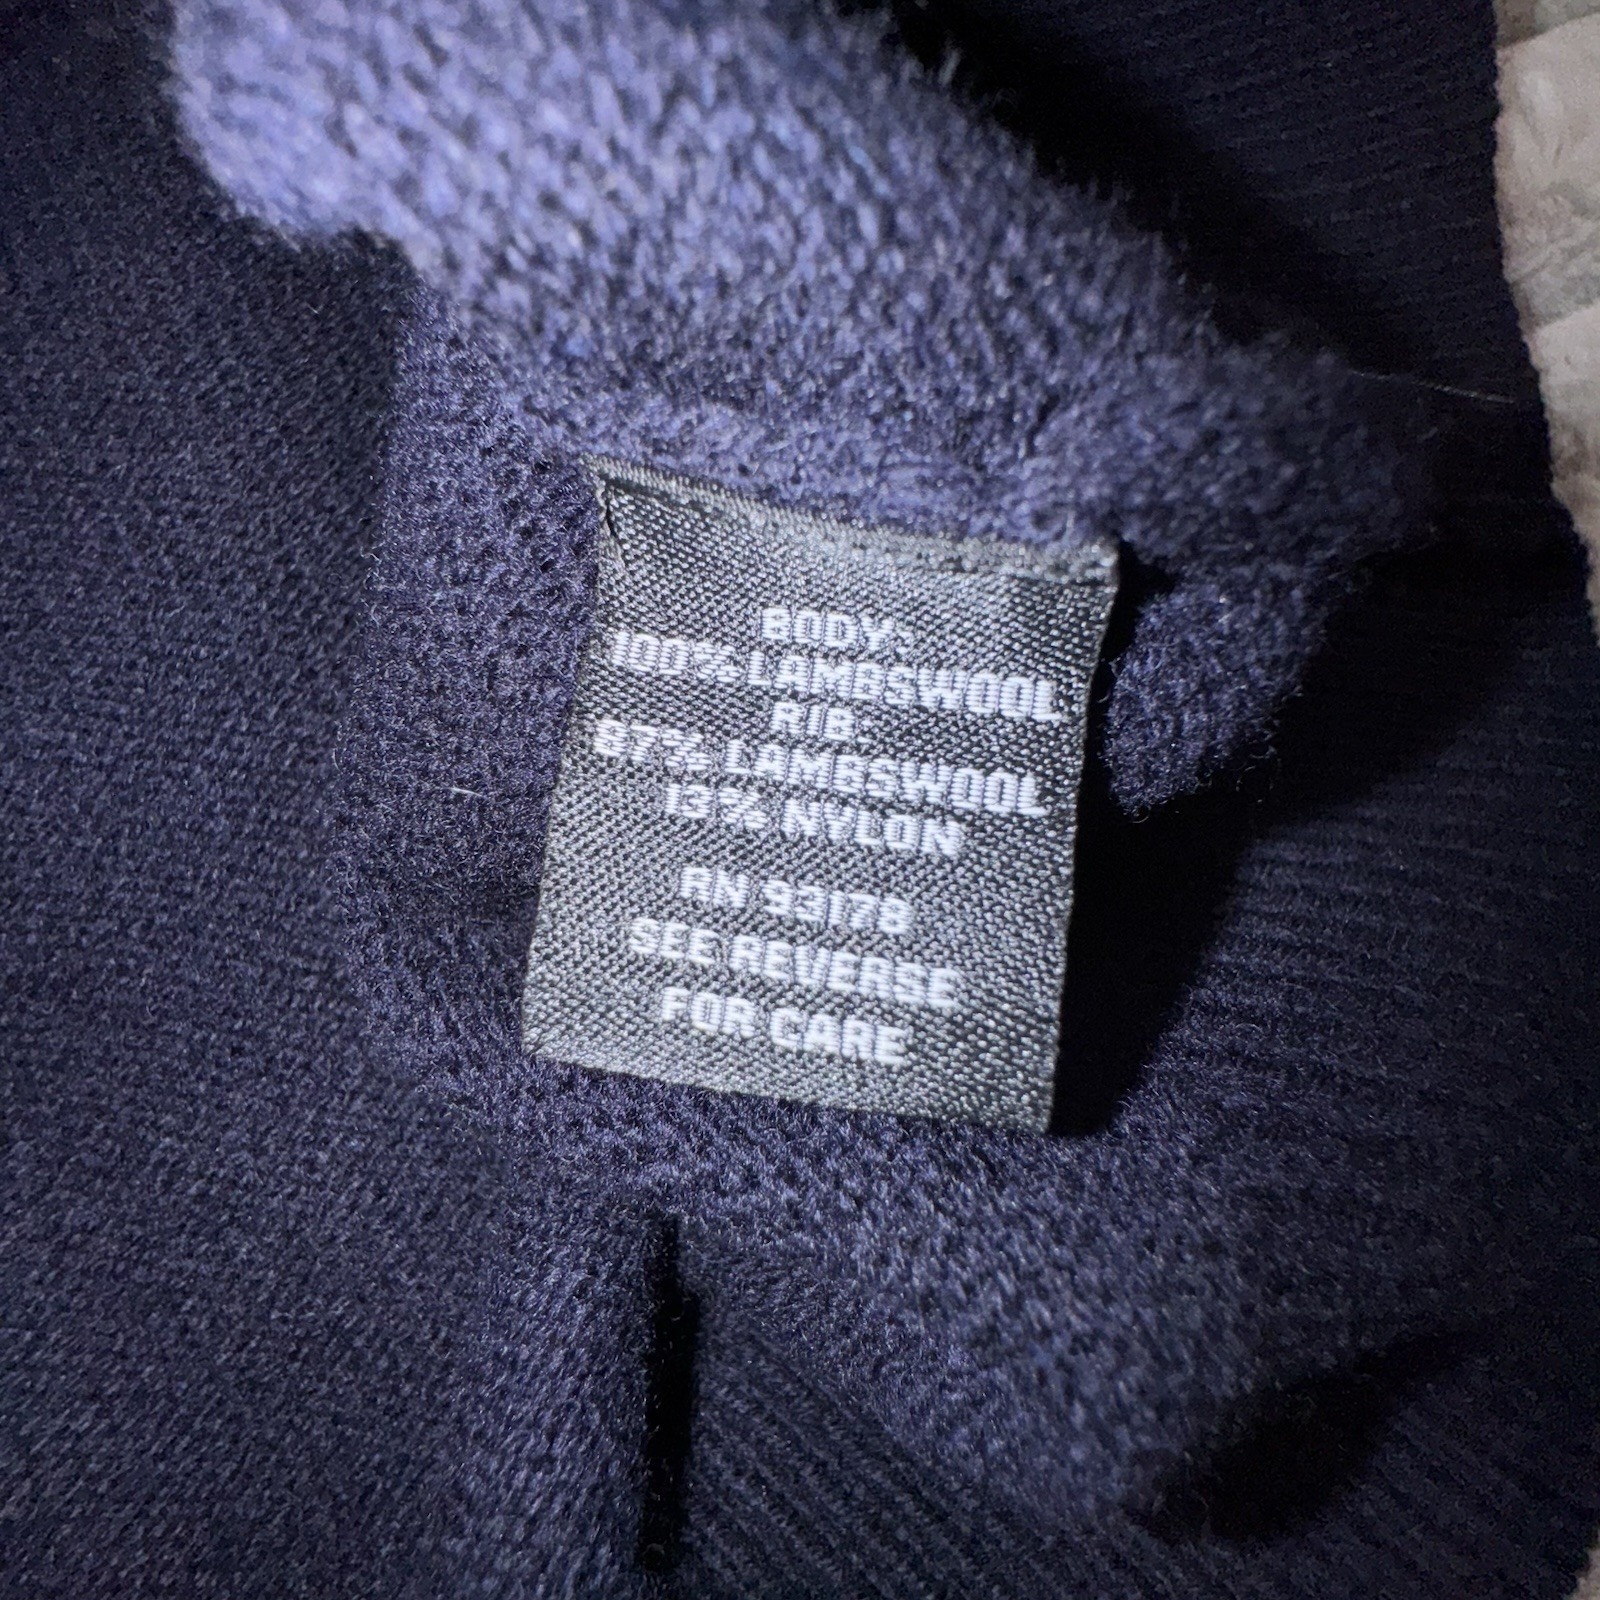 BODY:
100% LAMBSWOOL
RIB:
87% LAMBSWOOL
13% NYLON
RN 93178
SEE REVERSE
FOR CARE